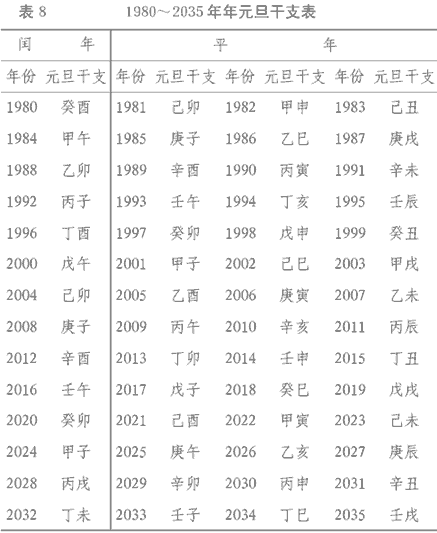 表 8 1980～2035 年年元旦干支表
闰 年 平 年
年份 元旦干支 年份 元旦干支 年份 元旦干支 年份 元旦干支
1980 癸酉 1981 己卯 1982 甲申 1983 己丑
1984 甲午 1985 庚子 1986 乙巳 1987 庚戌
1988 乙卯 1989 辛酉 1990 丙寅 1991 辛未
1992 丙子 1993 壬午 1994 丁亥 1995 壬辰
1996 丁酉 1997 癸卯 1998 戊申 1999 癸丑
2000 戊午 2001 甲子 2002 己巳 2003 甲戌
2004 己卯 2005 乙酉 2006 庚寅 2007 乙未
2008 庚子 2009 丙午 2010 辛亥 2011 丙辰
2012 辛酉 2013 丁卯 2014 壬申 2015 丁丑
2016 壬午 2017 戊子 2018 癸巳 2019 戊戌
2020 癸卯 2021 己酉 2022 甲寅 2023 己未
2024 甲子 2025 庚午 2026 乙亥 2027 庚辰
2028 丙戌 2029 辛卯 2030 丙申 2031 辛丑
2032 丁未 2033 壬子 2034 丁巳 2035 壬戌